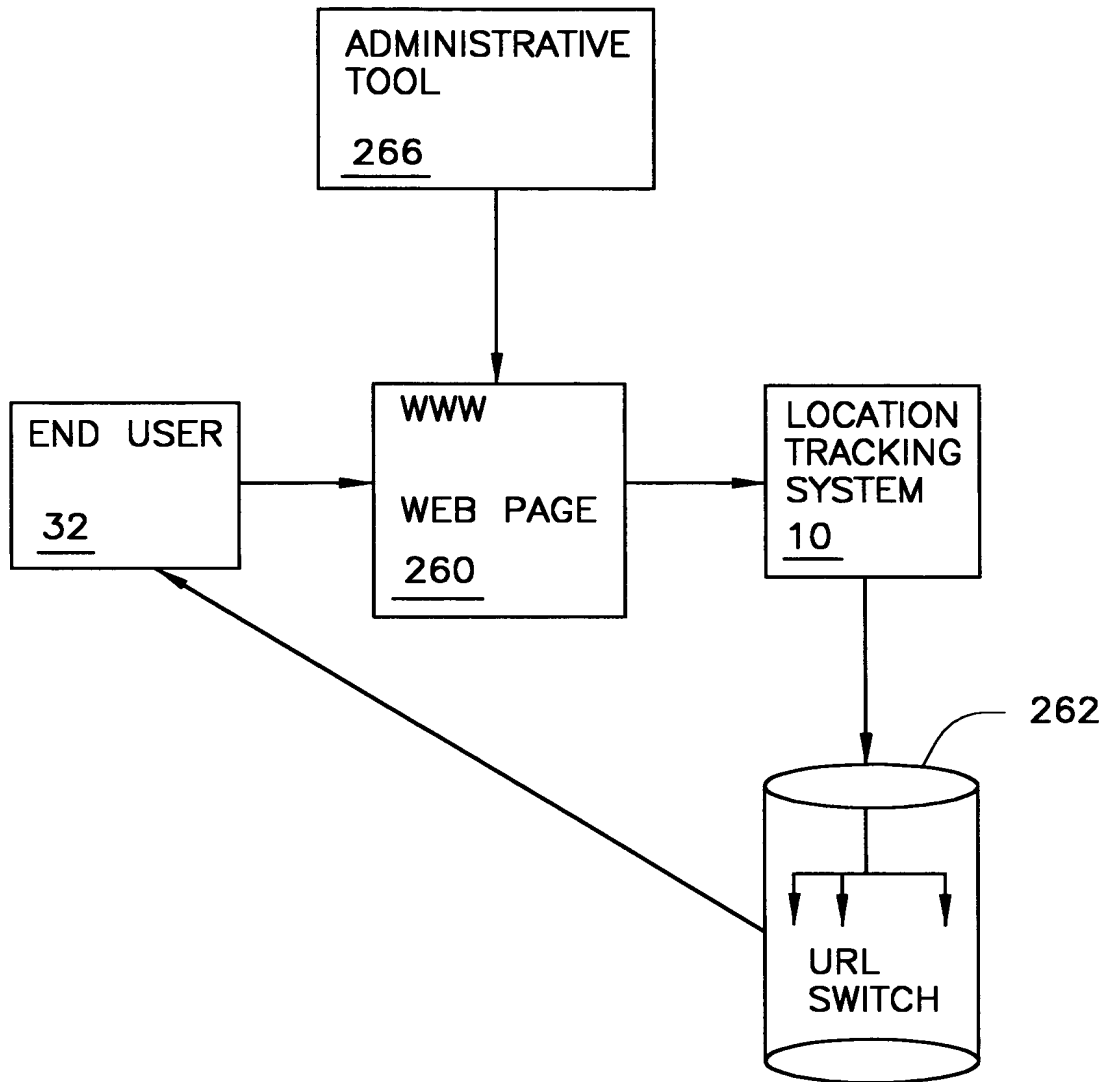 ADMINISTRATIVE
TOOL
266
END USER
32
WWW
WEB PAGE
260
LOCATION
TRACKING
SYSTEM
10
262
URL
SWITCH